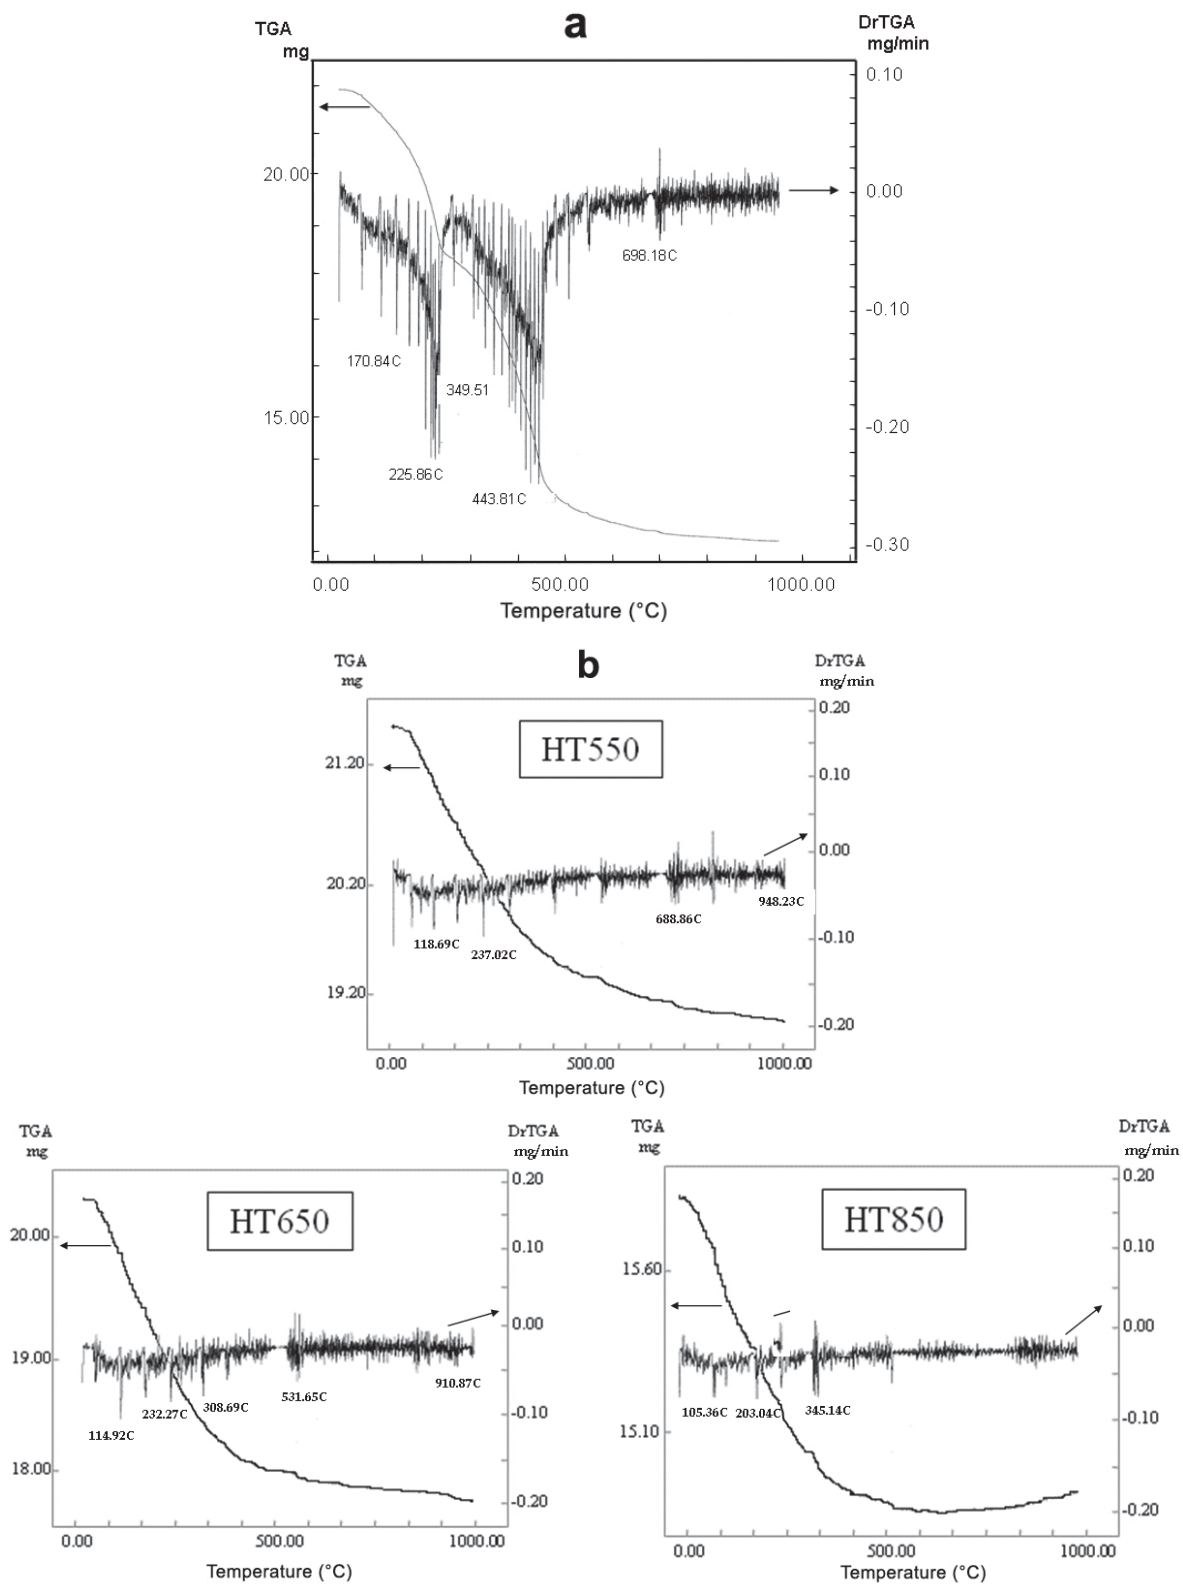 a
TGA
mg
DrTGA
mg/min
0.10
20.00
0.00
698.18C
-0.10
170.84C
349.51
15.00
-0.20
225.86C
443.81C
-0.30
0.00 500.00 1000.00
Temperature (°C)
b
TGA
mg
DrTGA
mg/min
0.20
HT550
21.20
0.10
0.00
20.20
948.23C
688.86C
118.69C
237.02C
-0.10
19.20
-0.20
0.00 500.00 1000.00
Temperature (°C)
TGA
mg
DrTGA
mg/min
0.20
HT650
20.00
0.10
0.00
19.00
910.87C
531.65C
308.69C
232.27C
114.92C
-0.10
18.00
-0.20
0.00 500.00 1000.00
Temperature (°C)
TGA
mg
DrTGA
mg/min
0.20
HT850
0.10
15.60
0.00
105.36C 203.04C 345.14C
-0.10
15.10
-0.20
0.00 500.00 1000.00
Temperature (°C)